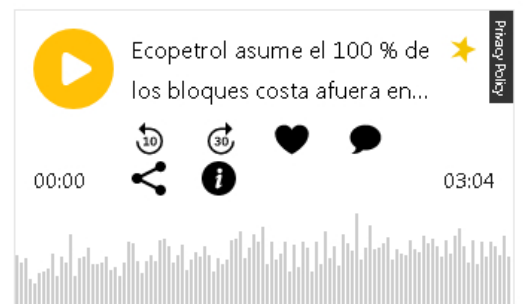 Ecopetrol asume el 100 % de
los bloques costa afuera en...
Privacy Policy
10
30
00:00
i
03:04